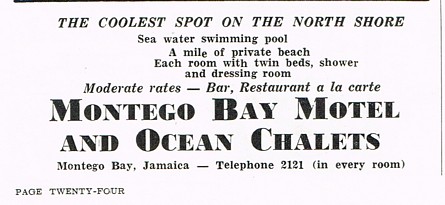 THE COOLEST SPOT ON THE NORTH SHORE
Sea water swimming pool
A mile of private beach
Each room with twin beds, shower
and dressing room
Moderate rates — Bar, Restaurant a la carte
MONTEGO BAY MOTEL
AND OCEAN CHALETS
Montego Bay, Jamaica — Telephone 2121 (in every room)
PAGE TWENTY-FOUR